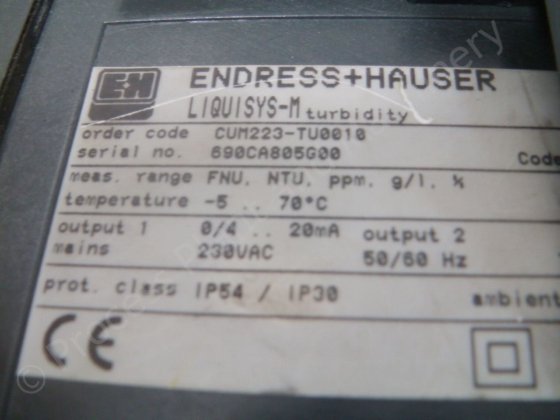 E+H
ENDRESS+HAUSER
LIQUISYS-M turbidity
order code CUM223-TU0010
serial no. 690CA805G00 Code
meas. range FNU, NTU, ppm, g/l, %
temperature -5 .. 70°C
output 1 0/4 .. 20mA output 2
mains 230VAC 50/60 Hz
prot. class IP54 / IP30 ambient
CE